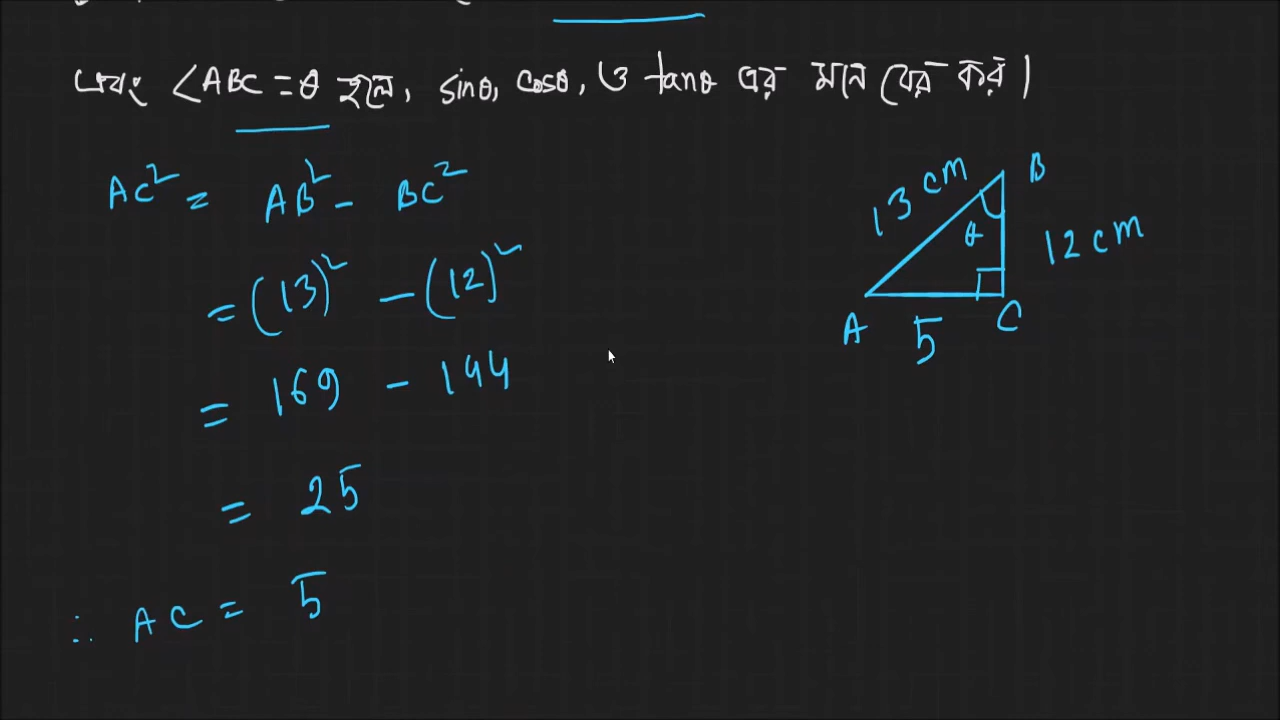 এবং ∠ABC = θ হলে, sinθ, cosθ, ও tanθ এর মান বের কর।
AC² = AB² - BC²
= (13)² - (12)²
= 169 - 144
= 25
∴ AC = 5
13 cm
B
θ
12 cm
A
5
C